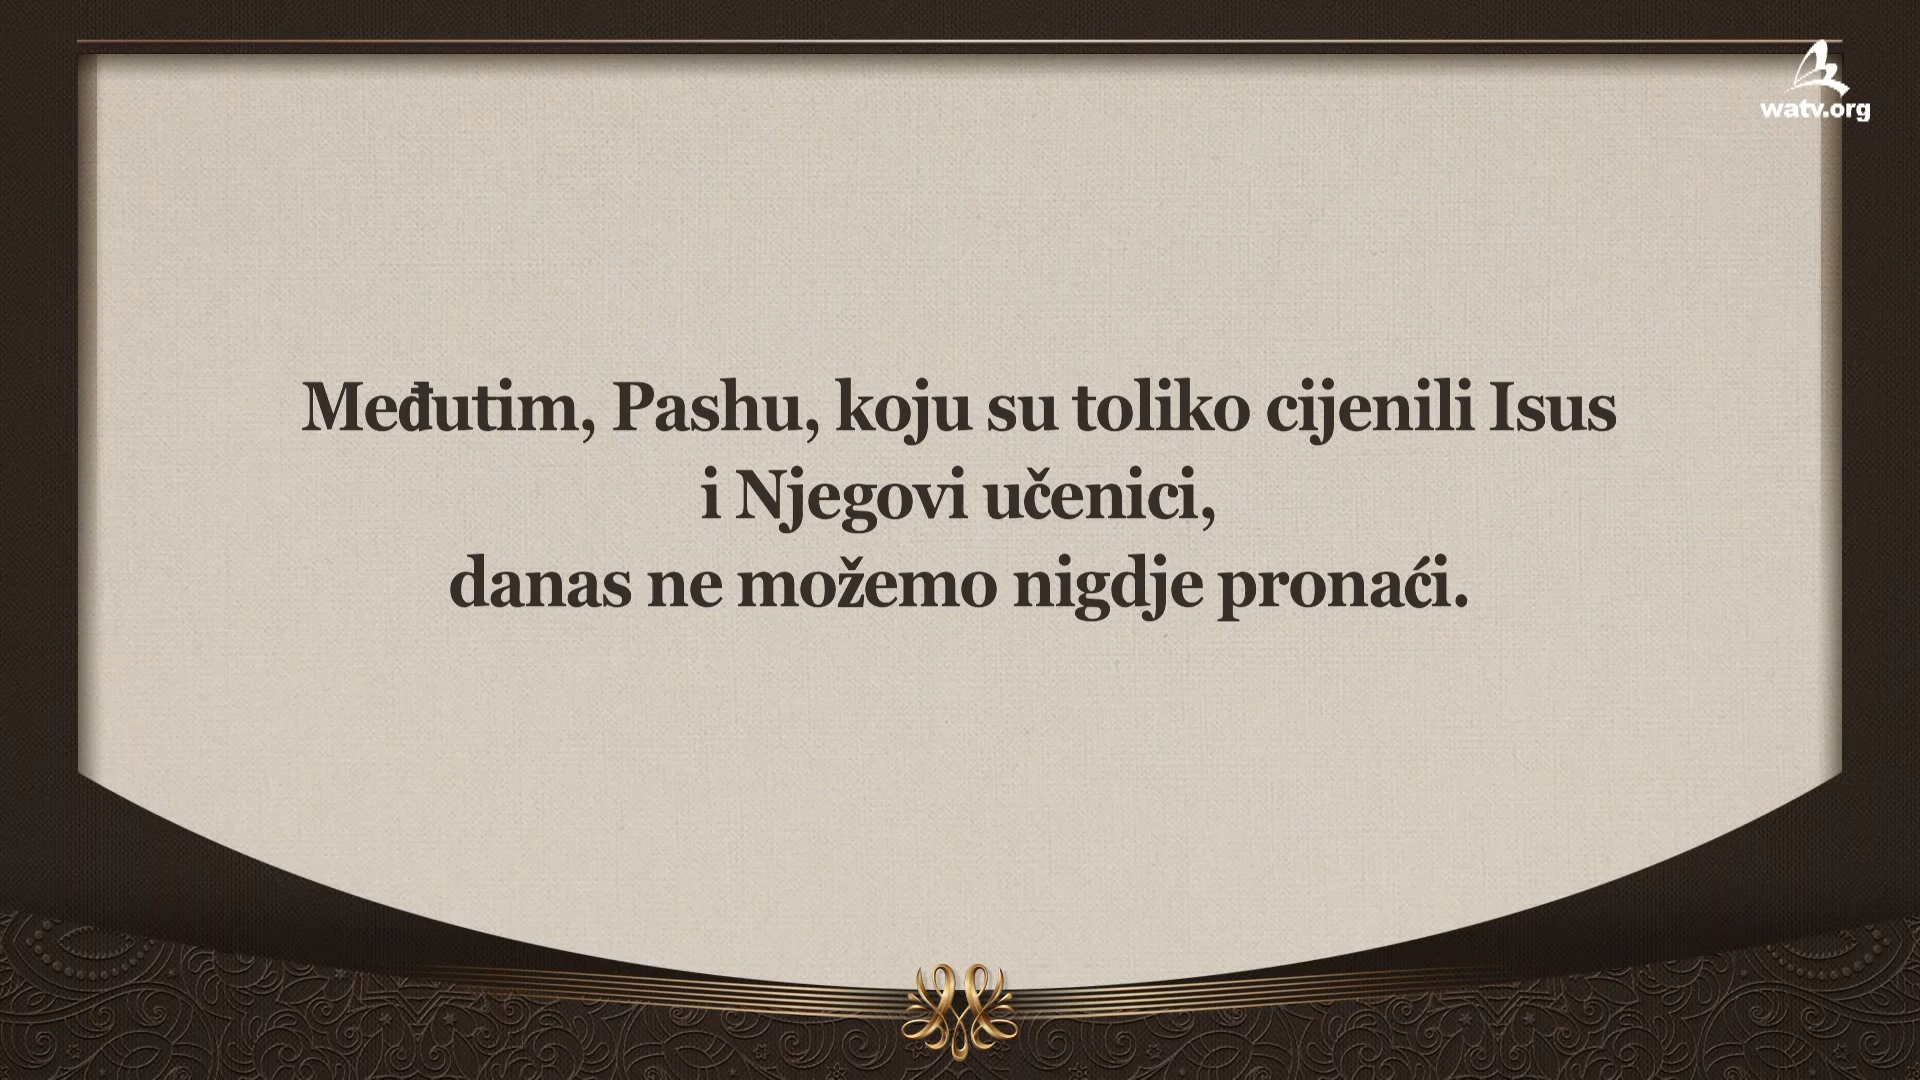 watv.org
Međutim, Pashu, koju su toliko cijenili Isus
i Njegovi učenici,
danas ne možemo nigdje pronaći.